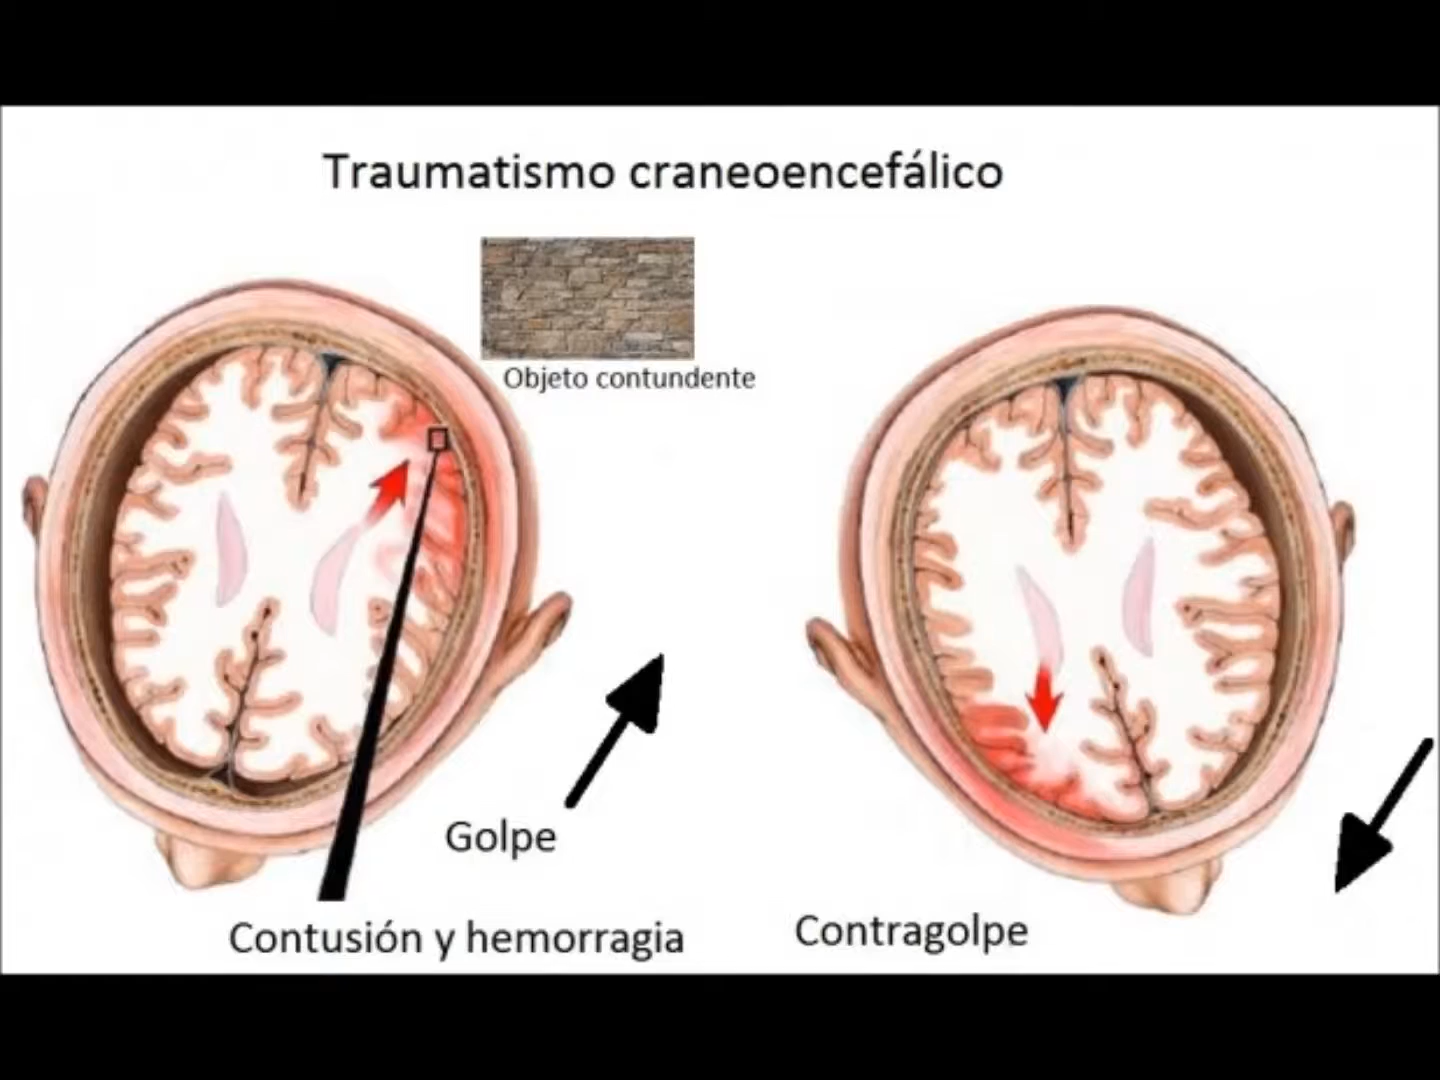 Traumatismo craneoencefálico
Objeto contundente
Golpe
Contusión y hemorragia
Contragolpe